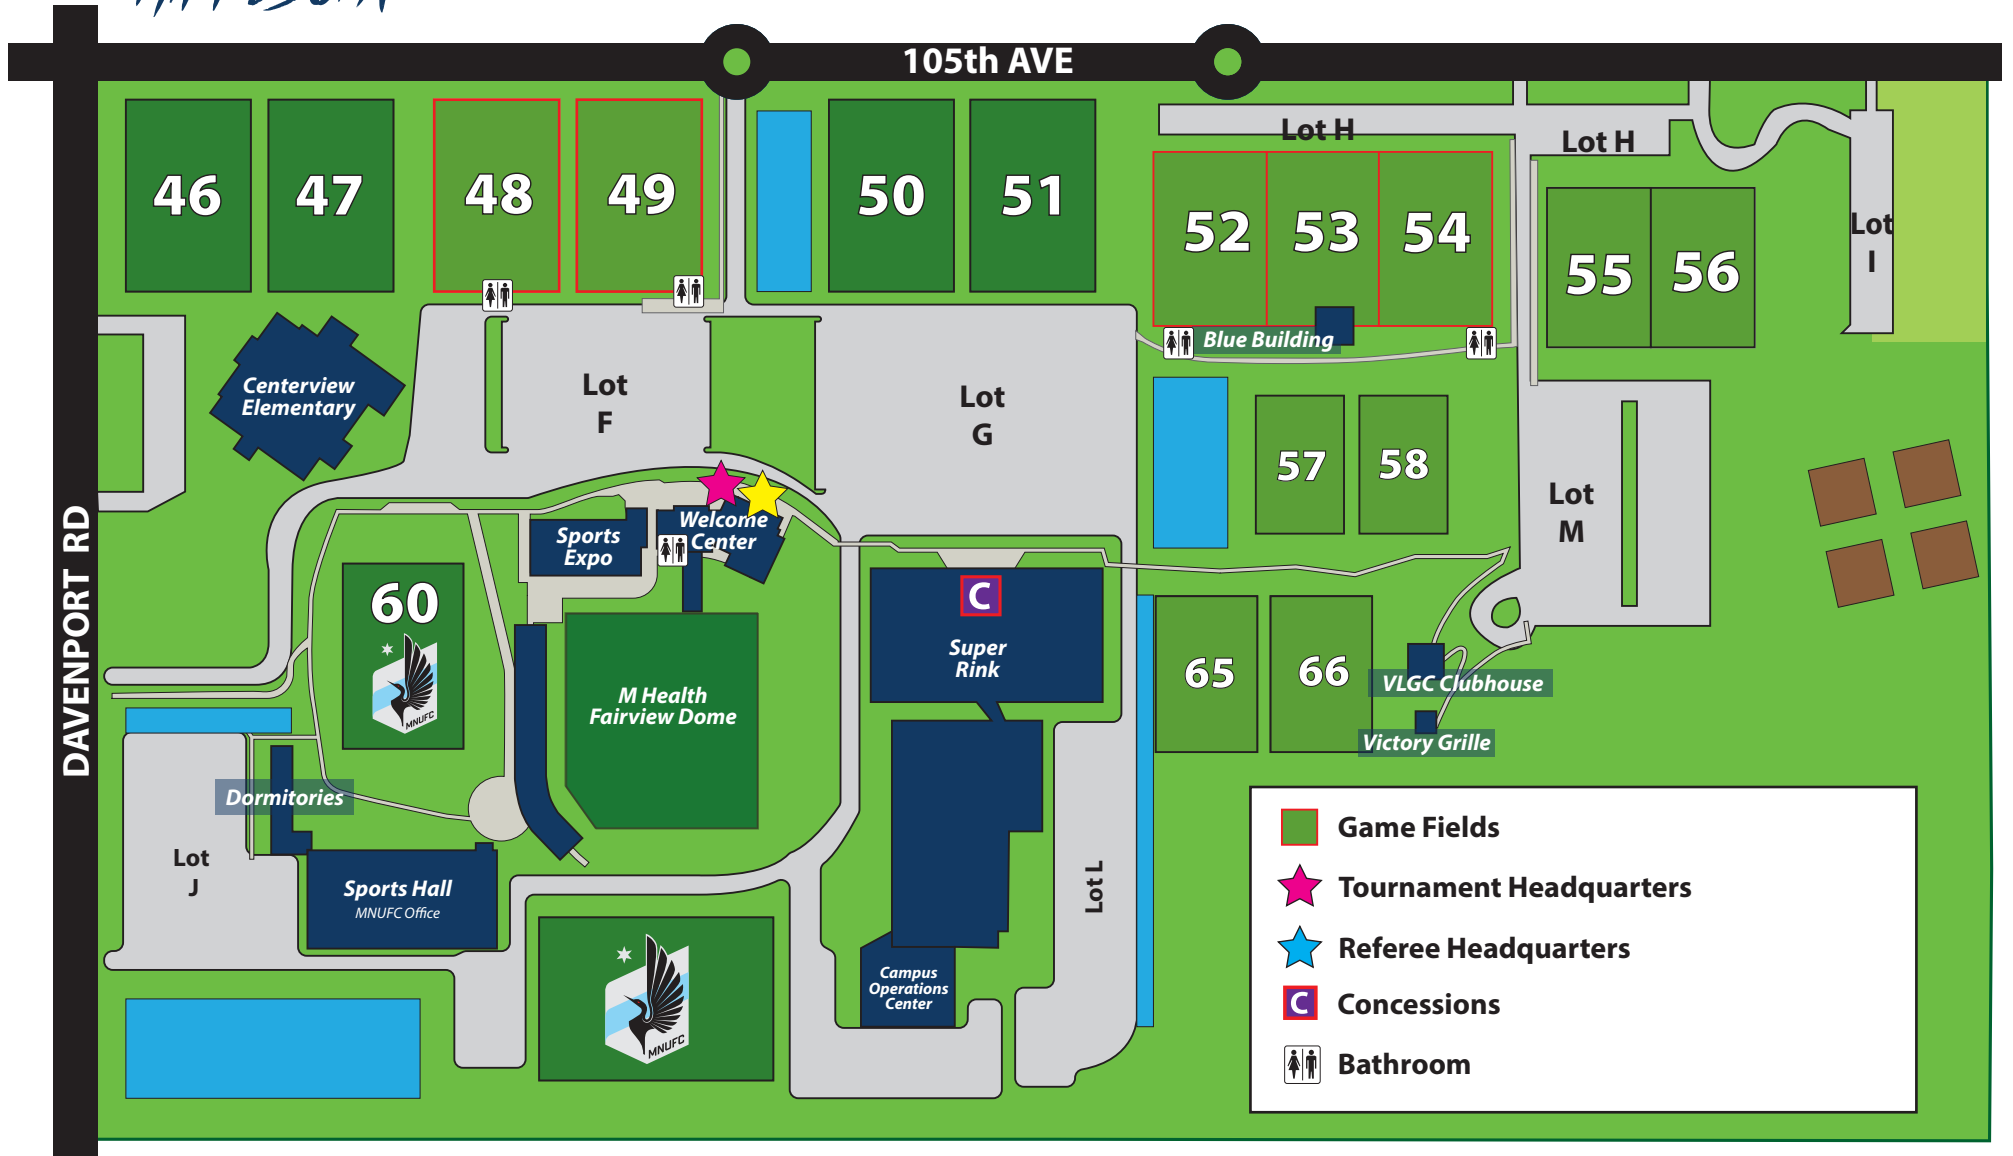 105th AVE
DAVENPORT RD
46
47
48
49
50
51
52
53
54
55
56
Lot H
Lot H
Lot
I
Blue Building
Centerview
Elementary
Lot
F
Lot
G
57
58
Lot
M
Sports
Expo
Welcome
Center
60
MNUFC
M Health
Fairview Dome
C
Super
Rink
65
66
VLGC Clubhouse
Victory Grille
Dormitories
Lot
J
Sports Hall
MNUFC Office
MNUFC
Campus
Operations
Center
Lot L
Game Fields
Tournament Headquarters
Referee Headquarters
C Concessions
Bathroom